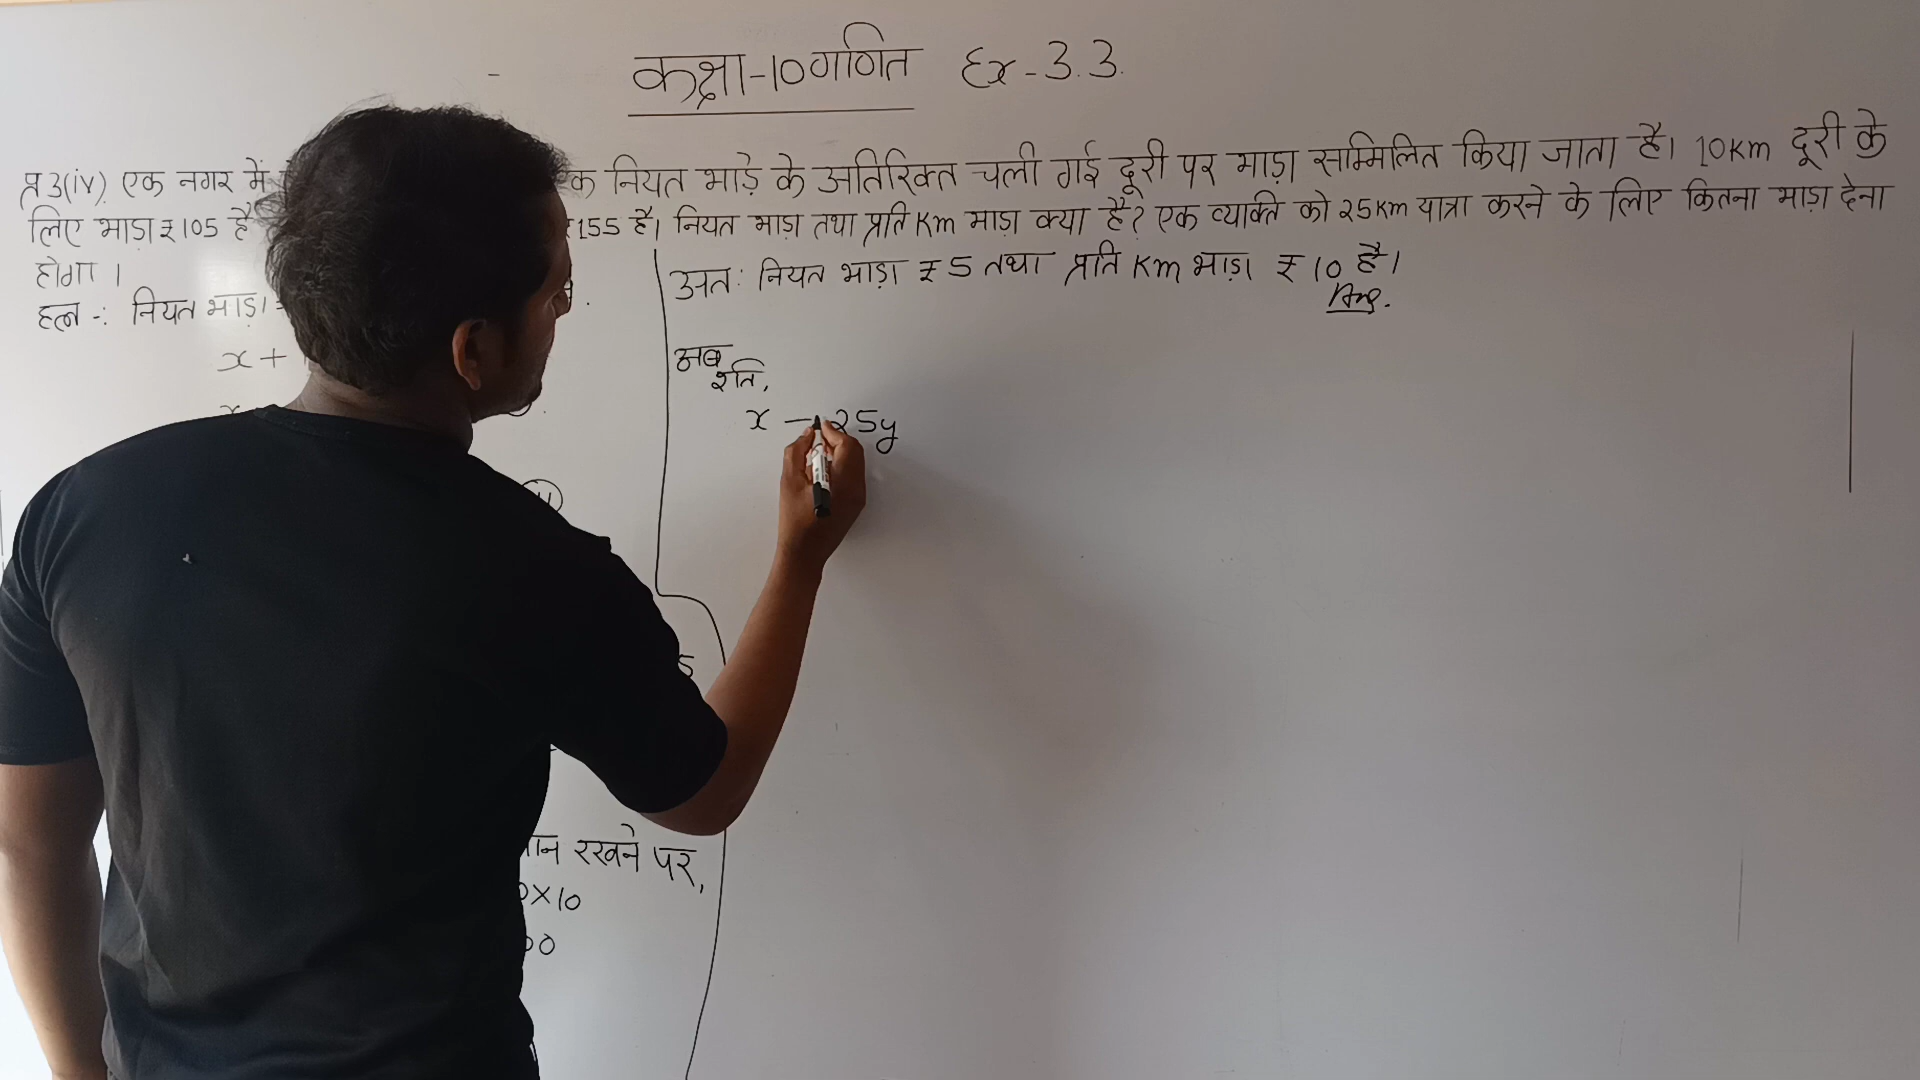 कक्षा-10 गणित Ex-3.3.
प्र3(iv). एक नगर में नियत भाड़े के अतिरिक्त चली गई दूरी पर भाड़ा सम्मिलित किया जाता है। 10km दूरी के
लिए भाड़ा ₹105 है ₹155 है। नियत भाड़ा तथा प्रति Km भाड़ा क्या है? एक व्यक्ति को 25Km यात्रा करने के लिए कितना भाड़ा देना
होगा ।
हल -: नियत भाड़ा
x +
मान रखने पर,
×10
अतः नियत भाड़ा ₹ 5 तथा प्रति Km भाड़ा ₹ 10 है।
Ans.
अब
शर्त,
x 25y